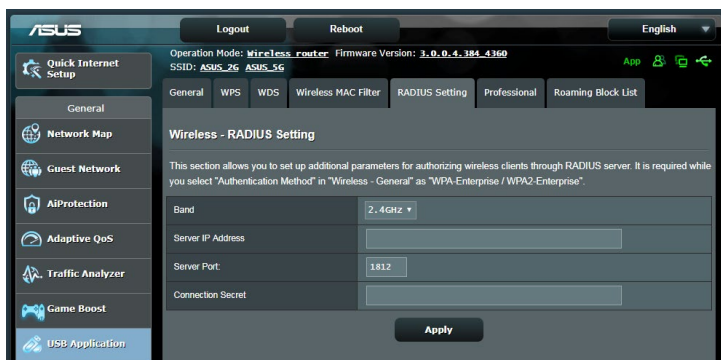 ASUS
Logout
Reboot
English
Quick Internet
Setup
General
Network Map
Guest Network
AiProtection
Adaptive QoS
Traffic Analyzer
Game Boost
USB Application
Operation Mode: Wireless router Firmware Version: 3.0.0.4.384_4360
SSID: ASUS_2G ASUS_5G
App
General WPS WDS Wireless MAC Filter RADIUS Setting Professional Roaming Block List
Wireless - RADIUS Setting
This section allows you to set up additional parameters for authorizing wireless clients through RADIUS server. It is required while
you select "Authentication Method" in "Wireless - General" as "WPA-Enterprise / WPA2-Enterprise".
Band 2.4GHz
Server IP Address
Server Port: 1812
Connection Secret
Apply